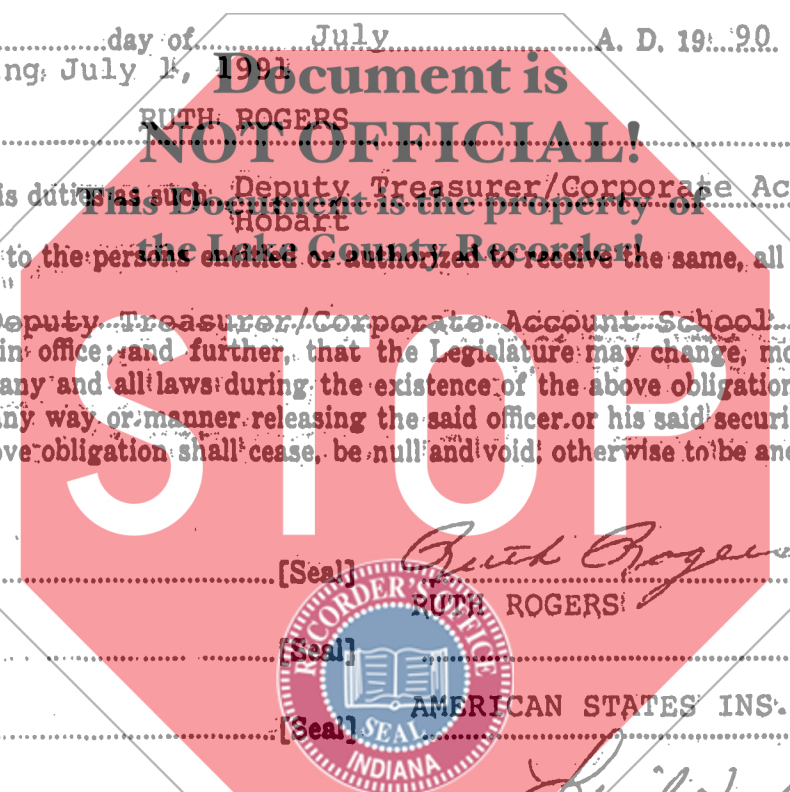 day of July A. D. 19 90
ng July 1, 1991
Document is
RUTH ROGERS
NOT OFFICIAL!
is duties as such Deputy Treasurer/Corporate Ac
This Document is the property of
Hobart
the Lake County Recorder!
to the persons entitled or authorized to receive the same, all
Deputy Treasurer/Corporate Account School
in office; and further, that the Legislature may change, mo
any and all laws during the existence of the above obligation
any way or manner releasing the said officer or his said securi
ve obligation shall cease, be null and void; otherwise to be and
STOP
[Seal] Ruth Rogers
RUTH ROGERS
RECORDER'S OFFICE
[Seal]
AMERICAN STATES INS.
[Seal]
SEAL
INDIANA